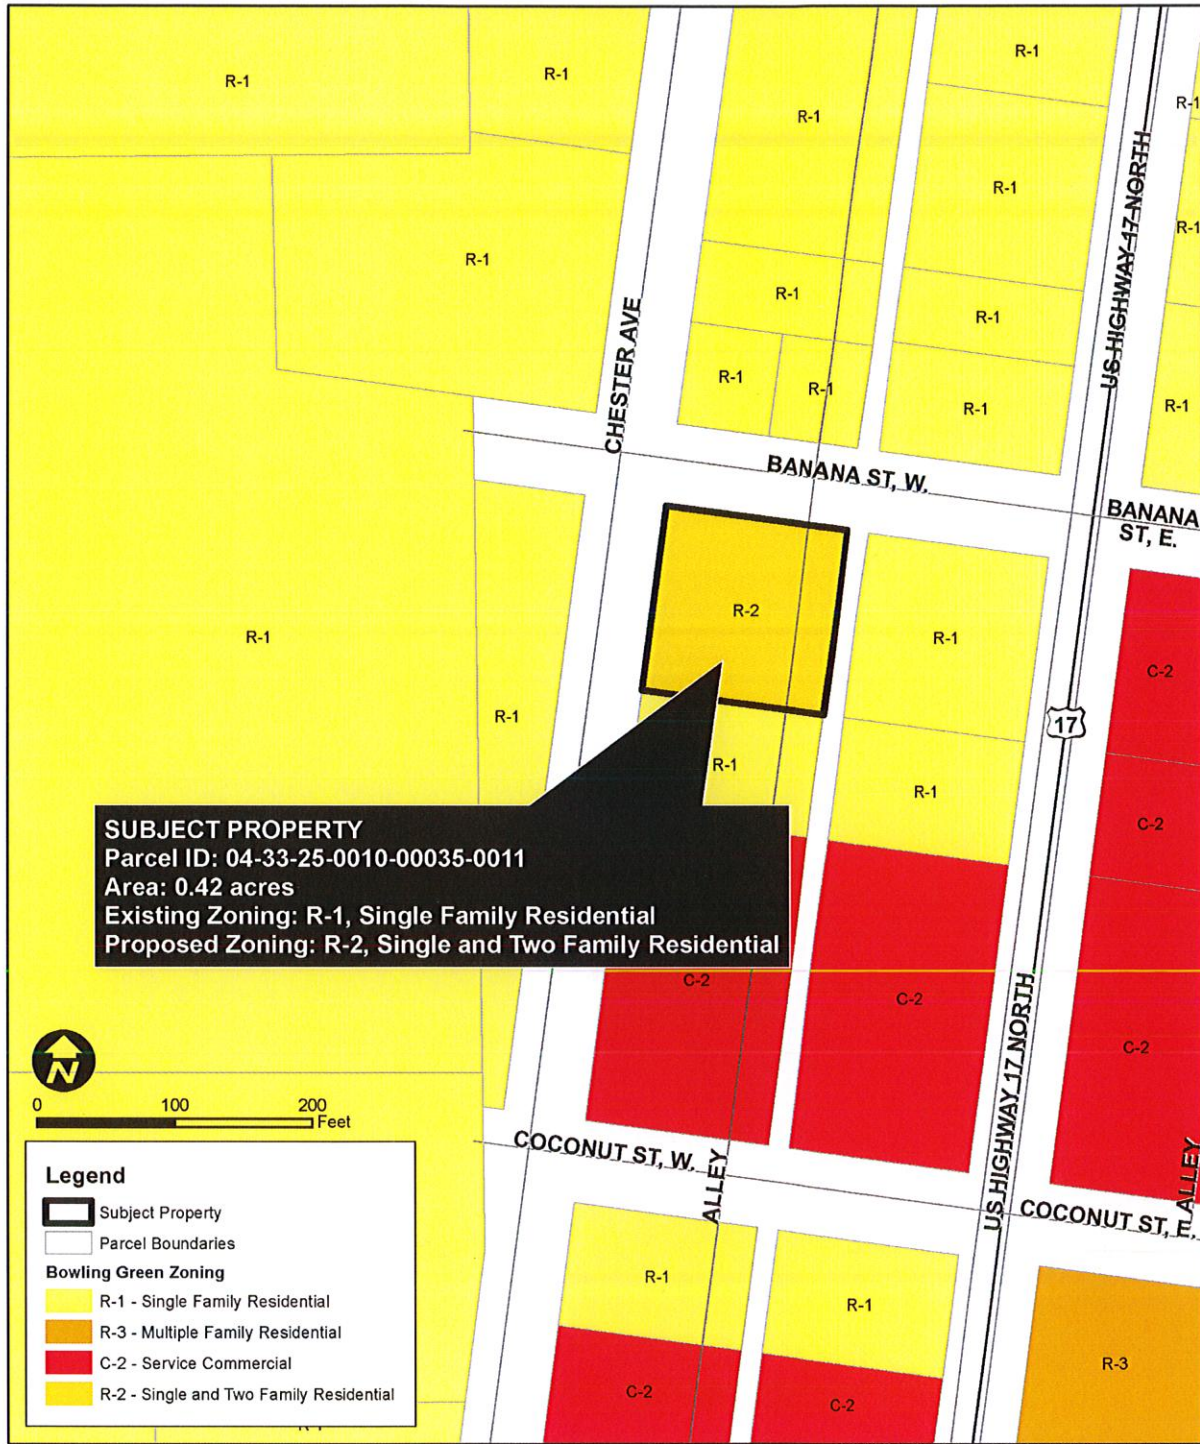 R-1
R-1
R-1
R-1
R-1
R-1
R-1
R-1
R-1
US HIGHWAY 17 NORTH
R-1
R-1
CHESTER AVE
R-1
R-1
R-1
R-1
R-1
BANANA ST, W.
BANANA
ST, E.
R-2
R-1
R-1
C-2
R-1
17
R-1
R-1
C-2
SUBJECT PROPERTY
Parcel ID: 04-33-25-0010-00035-0011
Area: 0.42 acres
Existing Zoning: R-1, Single Family Residential
Proposed Zoning: R-2, Single and Two Family Residential
C-2
C-2
C-2
US HIGHWAY 17 NORTH
N
0 100 200
Feet
COCONUT ST, W.
ALLEY
ALLEY
COCONUT ST, E.
Legend
Subject Property
Parcel Boundaries
Bowling Green Zoning
R-1 - Single Family Residential
R-3 - Multiple Family Residential
C-2 - Service Commercial
R-2 - Single and Two Family Residential
R-1
R-1
R-3
C-2
C-2